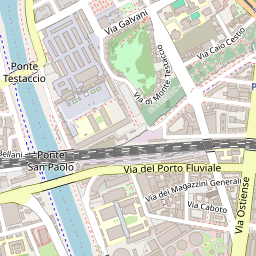 Via Galvani
Ponte
Testaccio
Via Caio Cestio
Via di Monte Testaccio
P
Bellani
Ponte
San Paolo
Via del Porto Fluviale
Via dei Magazzini Generali
Via Caboto
Via Ostiense